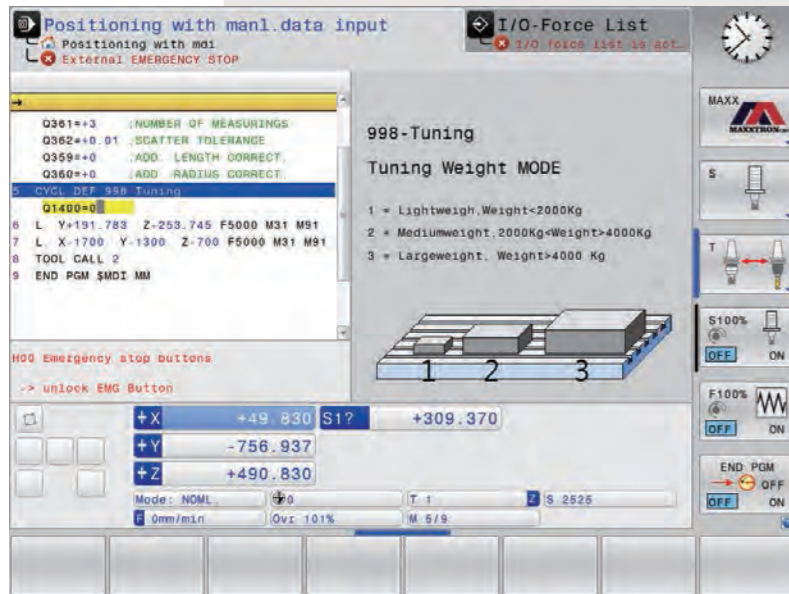 Positioning with manl.data input
Positioning with mdi
External EMERGENCY STOP
I/O-Force List
I/O force list is act…
→
Q361=+3 ;NUMBER OF MEASURINGS
Q362=+0.01 ;SCATTER TOLERANCE
Q359=+0 ;ADD. LENGTH CORRECT.
Q360=+0 ;ADD. RADIUS CORRECT.
5 CYCL DEF 998 Tuning
Q1400=0
6 L Y+191.783 Z-253.745 F5000 M31 M91
7 L X-1700 Y-1300 Z-700 F5000 M31 M91
8 TOOL CALL 2
9 END PGM $MDI MM
H00 Emergency stop buttons
-> unlock EMG Button
998-Tuning
Tuning Weight MODE
1 = Lightweigh,Weight<2000Kg
2 = Mediumweight,2000Kg<Weight>4000Kg
3 = Largeweight, Weight>4000 Kg
1 2 3
+X +49.830 S1? +309.370
+Y -756.937
+Z +490.830
Mode: NOML. 0 T 1 Z S 2525
F 0mm/min Ovr 101% M 5/9
MAXX
MAXXTRON
S
T
S100%
OFF ON
F100%
OFF ON
END PGM
→ OFF
OFF ON